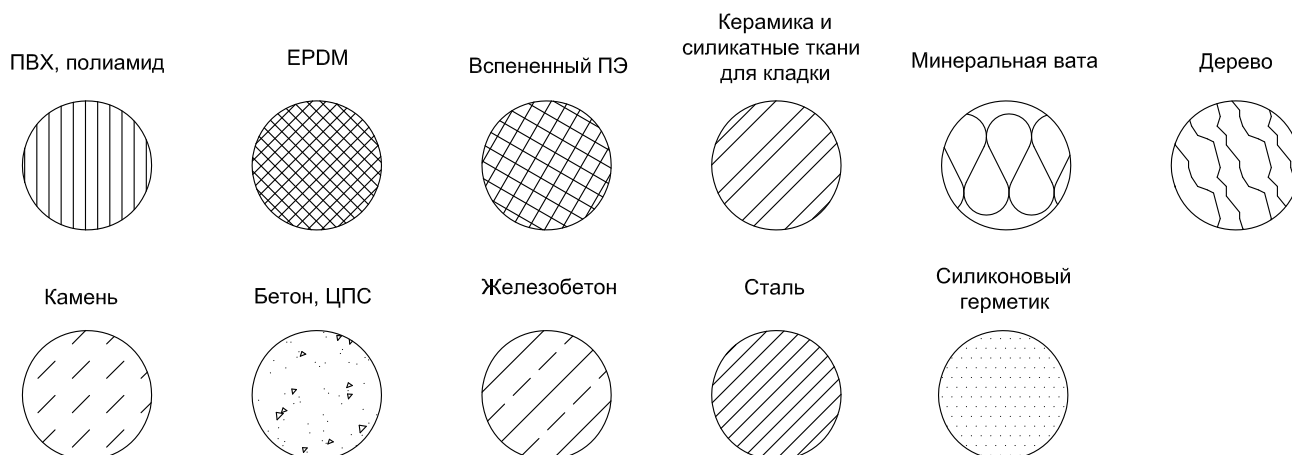 ПВХ, полиамид
EPDM
Вспененный ПЭ
Керамика и
силикатные ткани
для кладки
Минеральная вата
Дерево
Камень
Бетон, ЦПС
Железобетон
Сталь
Силиконовый
герметик